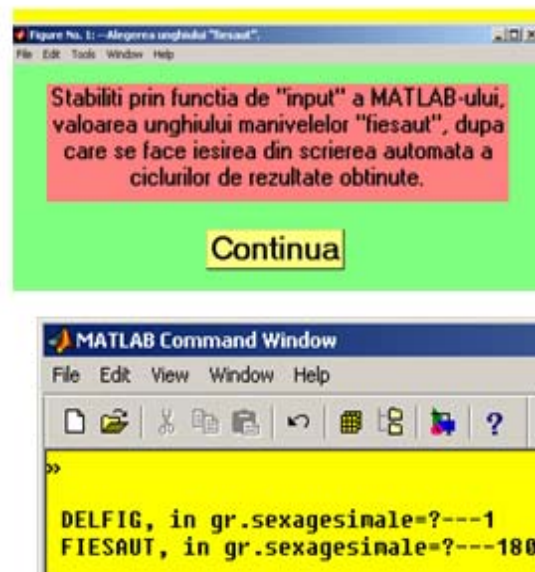 Figure No. 1: --Alegerea unghiului "fiesaut".
File Edit Tools Window Help
Stabiliti prin functia de "input" a MATLAB-ului,
valoarea unghiului manivelelor "fiesaut", dupa
care se face iesirea din scrierea automata a
ciclurilor de rezultate obtinute.
Continua
MATLAB Command Window
File Edit View Window Help
?
»
DELFIG, in gr.sexagesimale=?---1
FIESAUT, in gr.sexagesimale=?---180